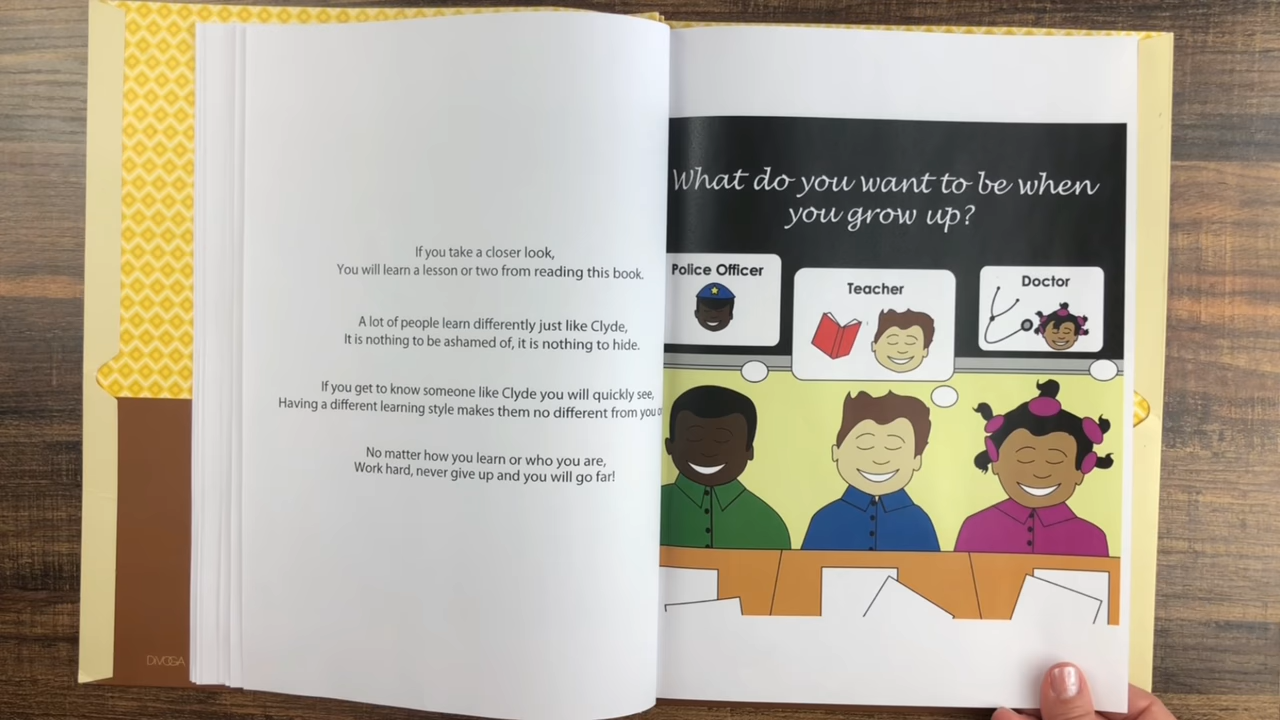 If you take a closer look,
You will learn a lesson or two from reading this book.
A lot of people learn differently just like Clyde,
It is nothing to be ashamed of, it is nothing to hide.
If you get to know someone like Clyde you will quickly see,
Having a different learning style makes them no different from you
No matter how you learn or who you are,
Work hard, never give up and you will go far!
What do you want to be when
you grow up?
Police Officer
Teacher
Doctor